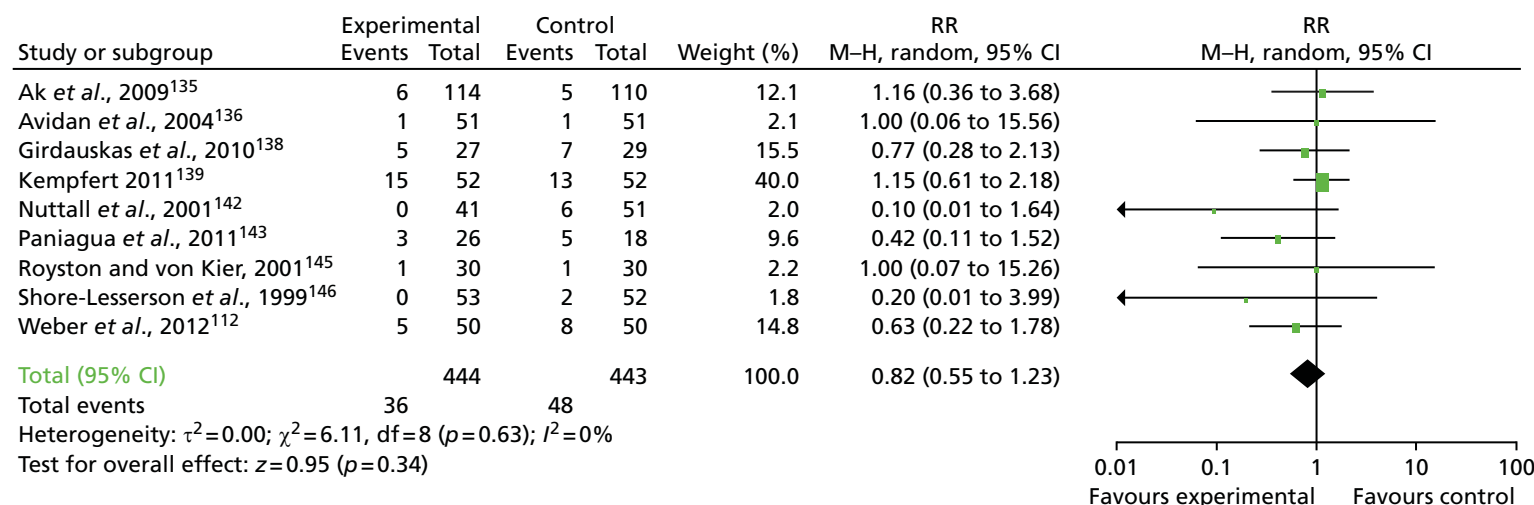 Experimental Control RR RR
Study or subgroup Events Total Events Total Weight (%) M–H, random, 95% CI M–H, random, 95% CI
Ak et al., 2009135 6 114 5 110 12.1 1.16 (0.36 to 3.68)
Avidan et al., 2004136 1 51 1 51 2.1 1.00 (0.06 to 15.56)
Girdauskas et al., 2010138 5 27 7 29 15.5 0.77 (0.28 to 2.13)
Kempfert 2011139 15 52 13 52 40.0 1.15 (0.61 to 2.18)
Nuttall et al., 2001142 0 41 6 51 2.0 0.10 (0.01 to 1.64)
Paniagua et al., 2011143 3 26 5 18 9.6 0.42 (0.11 to 1.52)
Royston and von Kier, 2001145 1 30 1 30 2.2 1.00 (0.07 to 15.26)
Shore-Lesserson et al., 1999146 0 53 2 52 1.8 0.20 (0.01 to 3.99)
Weber et al., 2012112 5 50 8 50 14.8 0.63 (0.22 to 1.78)
Total (95% CI) 444 443 100.0 0.82 (0.55 to 1.23)
Total events 36 48
Heterogeneity: τ2=0.00; χ2=6.11, df=8 (p=0.63); I2=0%
Test for overall effect: z=0.95 (p=0.34)
0.01 0.1 1 10 100
Favours experimental Favours control